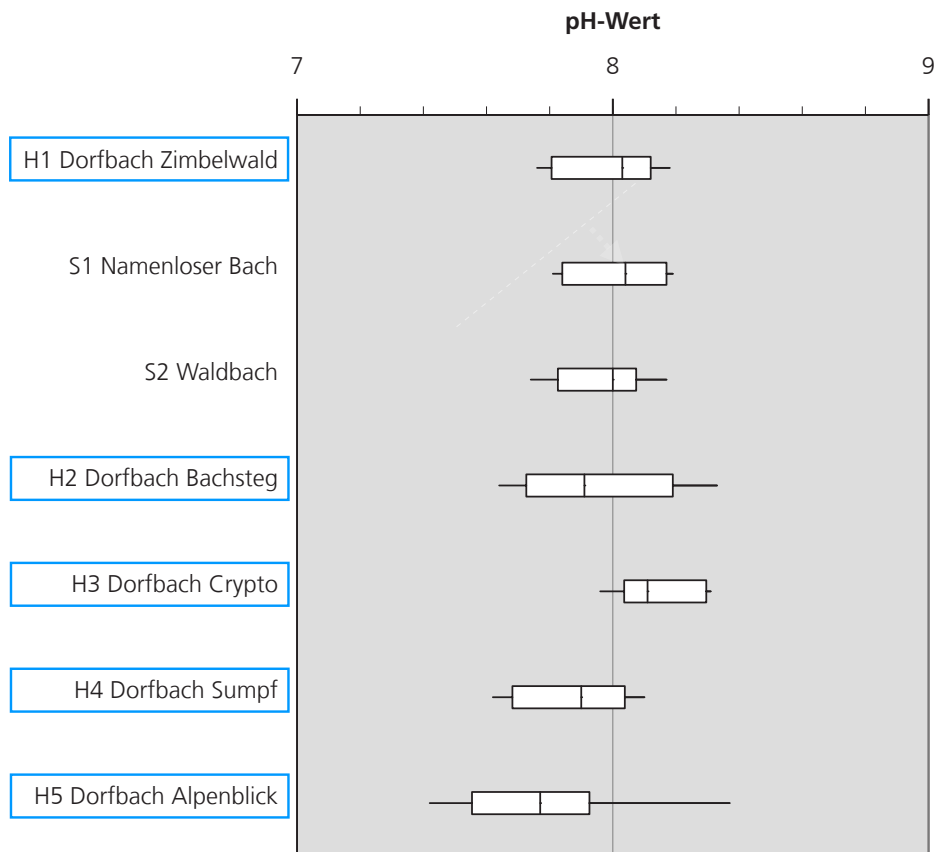 pH-Wert
7 8 9
H1 Dorfbach Zimbelwald
S1 Namenloser Bach
S2 Waldbach
H2 Dorfbach Bachsteg
H3 Dorfbach Crypto
H4 Dorfbach Sumpf
H5 Dorfbach Alpenblick